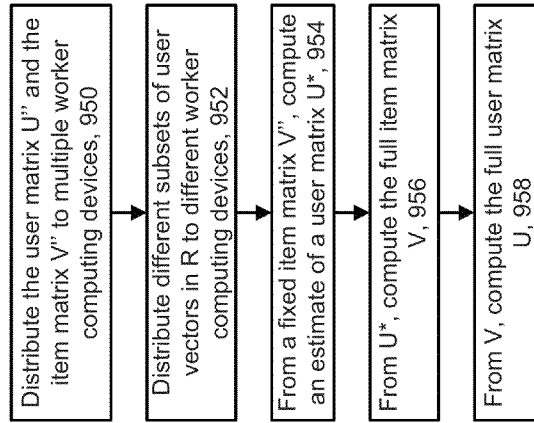 Distribute the user matrix U" and the
item matrix V" to multiple worker
computing devices, 950
Distribute different subsets of user
vectors in R to different worker
computing devices, 952
From a fixed item matrix V", compute
an estimate of a user matrix U*, 954
From U*, compute the full item matrix
V, 956
From V, compute the full user matrix
U, 958